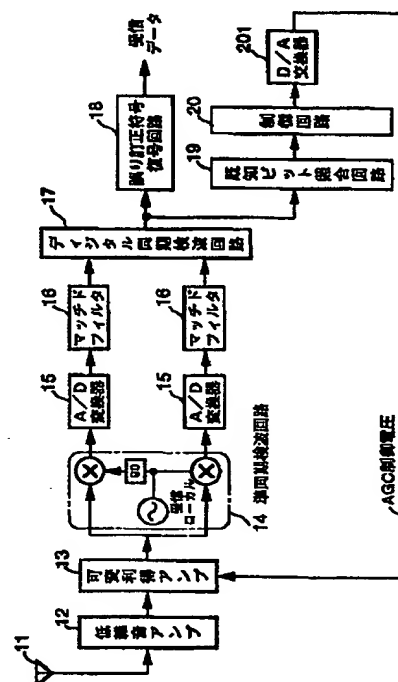 11
12
低雑音アンプ
13
可変利得アンプ
14 準同期検波回路
受信
ローカル
90
15
A/D
変換器
15
A/D
変換器
16
マッチド
フィルタ
16
マッチド
フィルタ
17
ディジタル同期検波回路
18
誤り訂正符号
復号回路
受信
データ
19
既知ビット照合回路
20
制御回路
201
D/A
変換器
AGC制御電圧